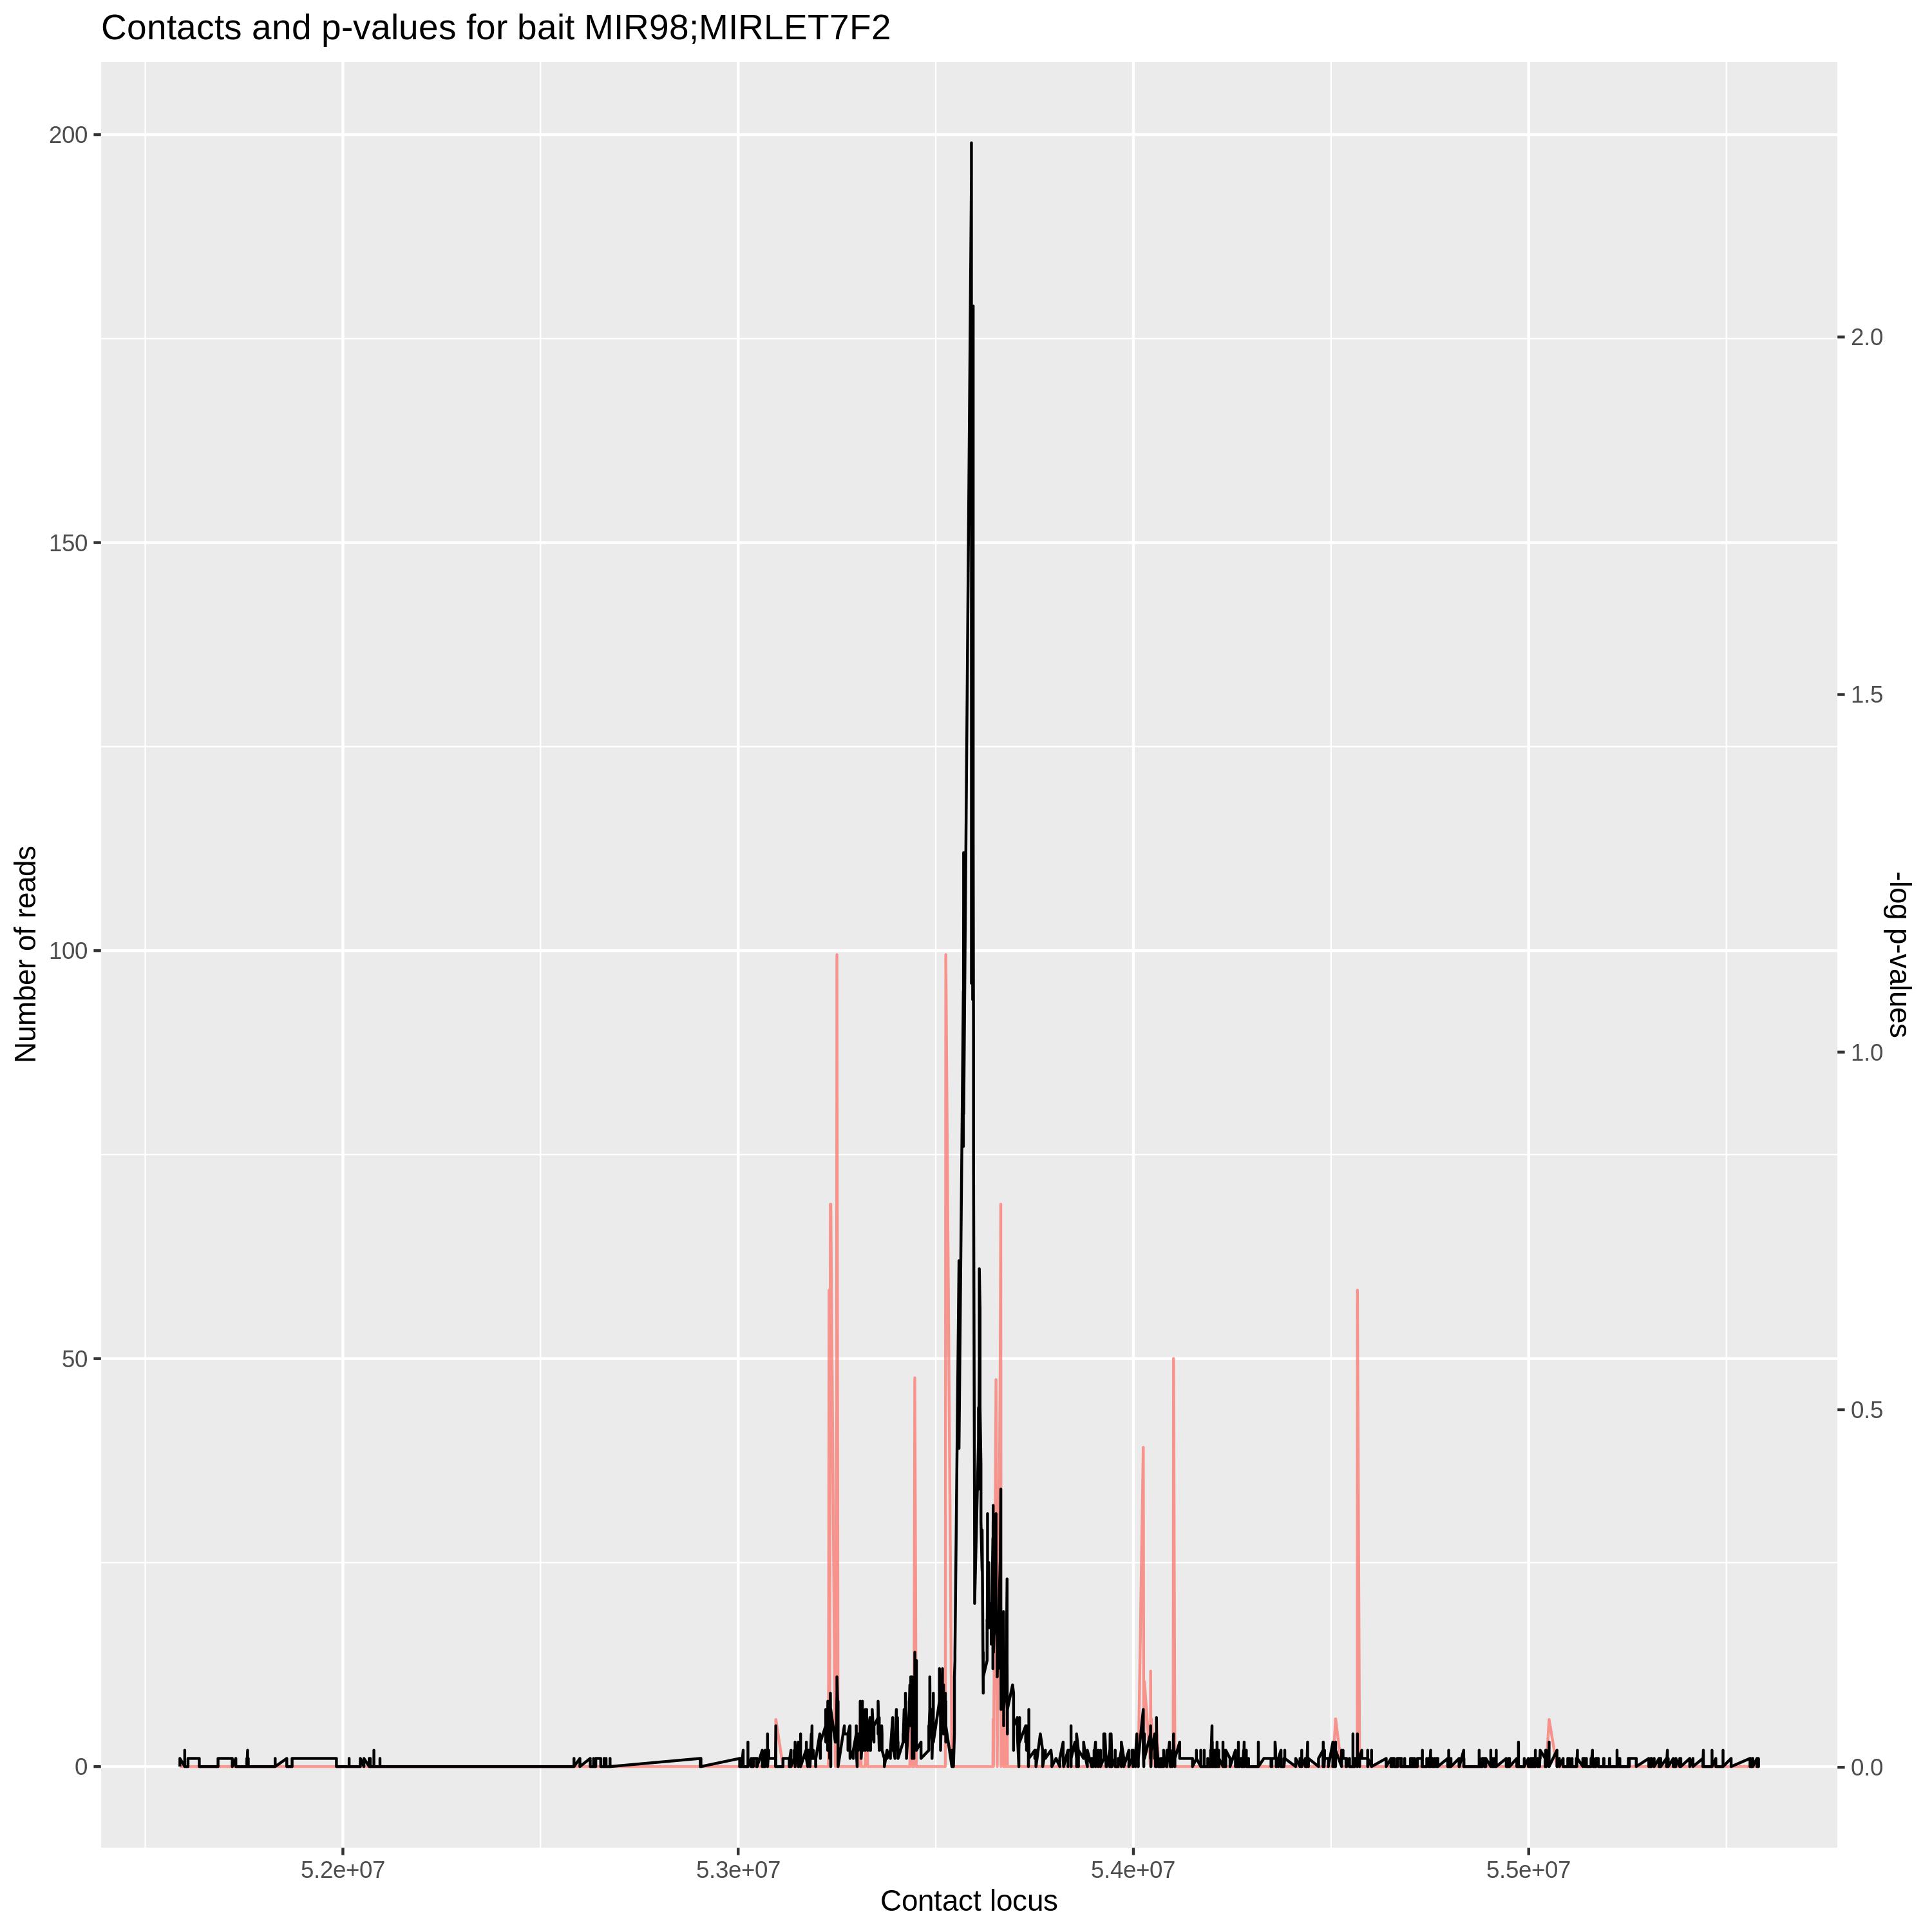 Contacts and p-values for bait MIR98;MIRLET7F2
200
150
100
50
0
Number of reads
2.0
1.5
1.0
0.5
0.0
-log p-values
5.2e+07 5.3e+07 5.4e+07 5.5e+07
Contact locus